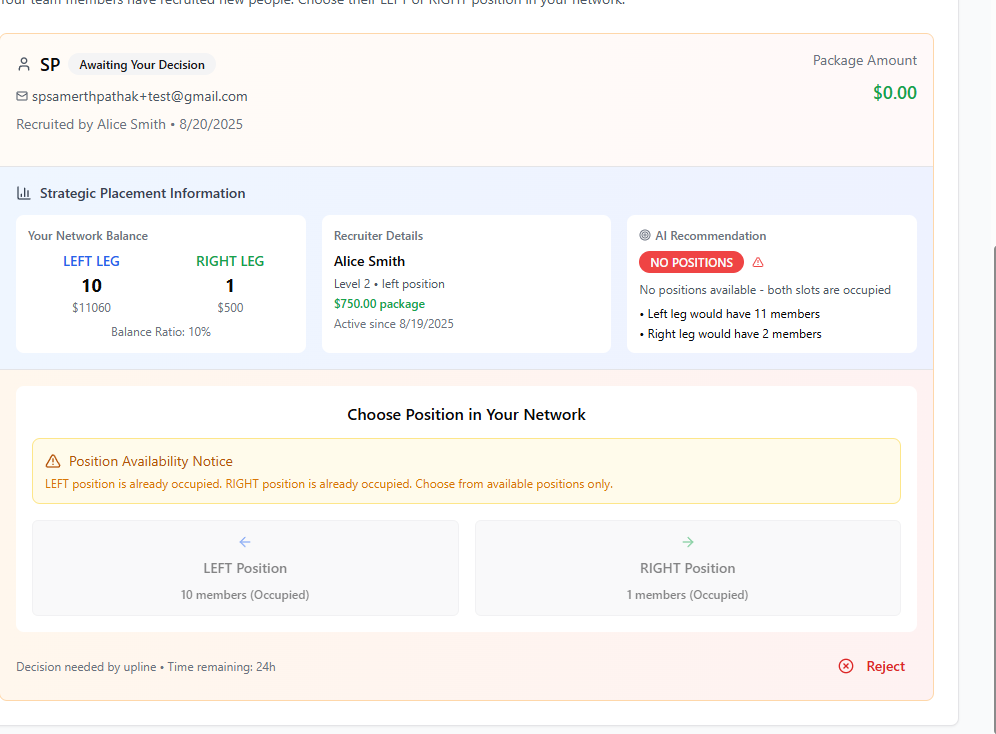 Your team members have recruited new people. Choose their LEFT or RIGHT position in your network.
SP Awaiting Your Decision
Package Amount
spsamerthpathak+test@gmail.com
$0.00
Recruited by Alice Smith • 8/20/2025
Strategic Placement Information
Your Network Balance
LEFT LEG RIGHT LEG
10 1
$11060 $500
Balance Ratio: 10%
Recruiter Details
Alice Smith
Level 2 • left position
$750.00 package
Active since 8/19/2025
AI Recommendation
NO POSITIONS
No positions available - both slots are occupied
• Left leg would have 11 members
• Right leg would have 2 members
Choose Position in Your Network
Position Availability Notice
LEFT position is already occupied. RIGHT position is already occupied. Choose from available positions only.
LEFT Position
10 members (Occupied)
RIGHT Position
1 members (Occupied)
Decision needed by upline • Time remaining: 24h
Reject